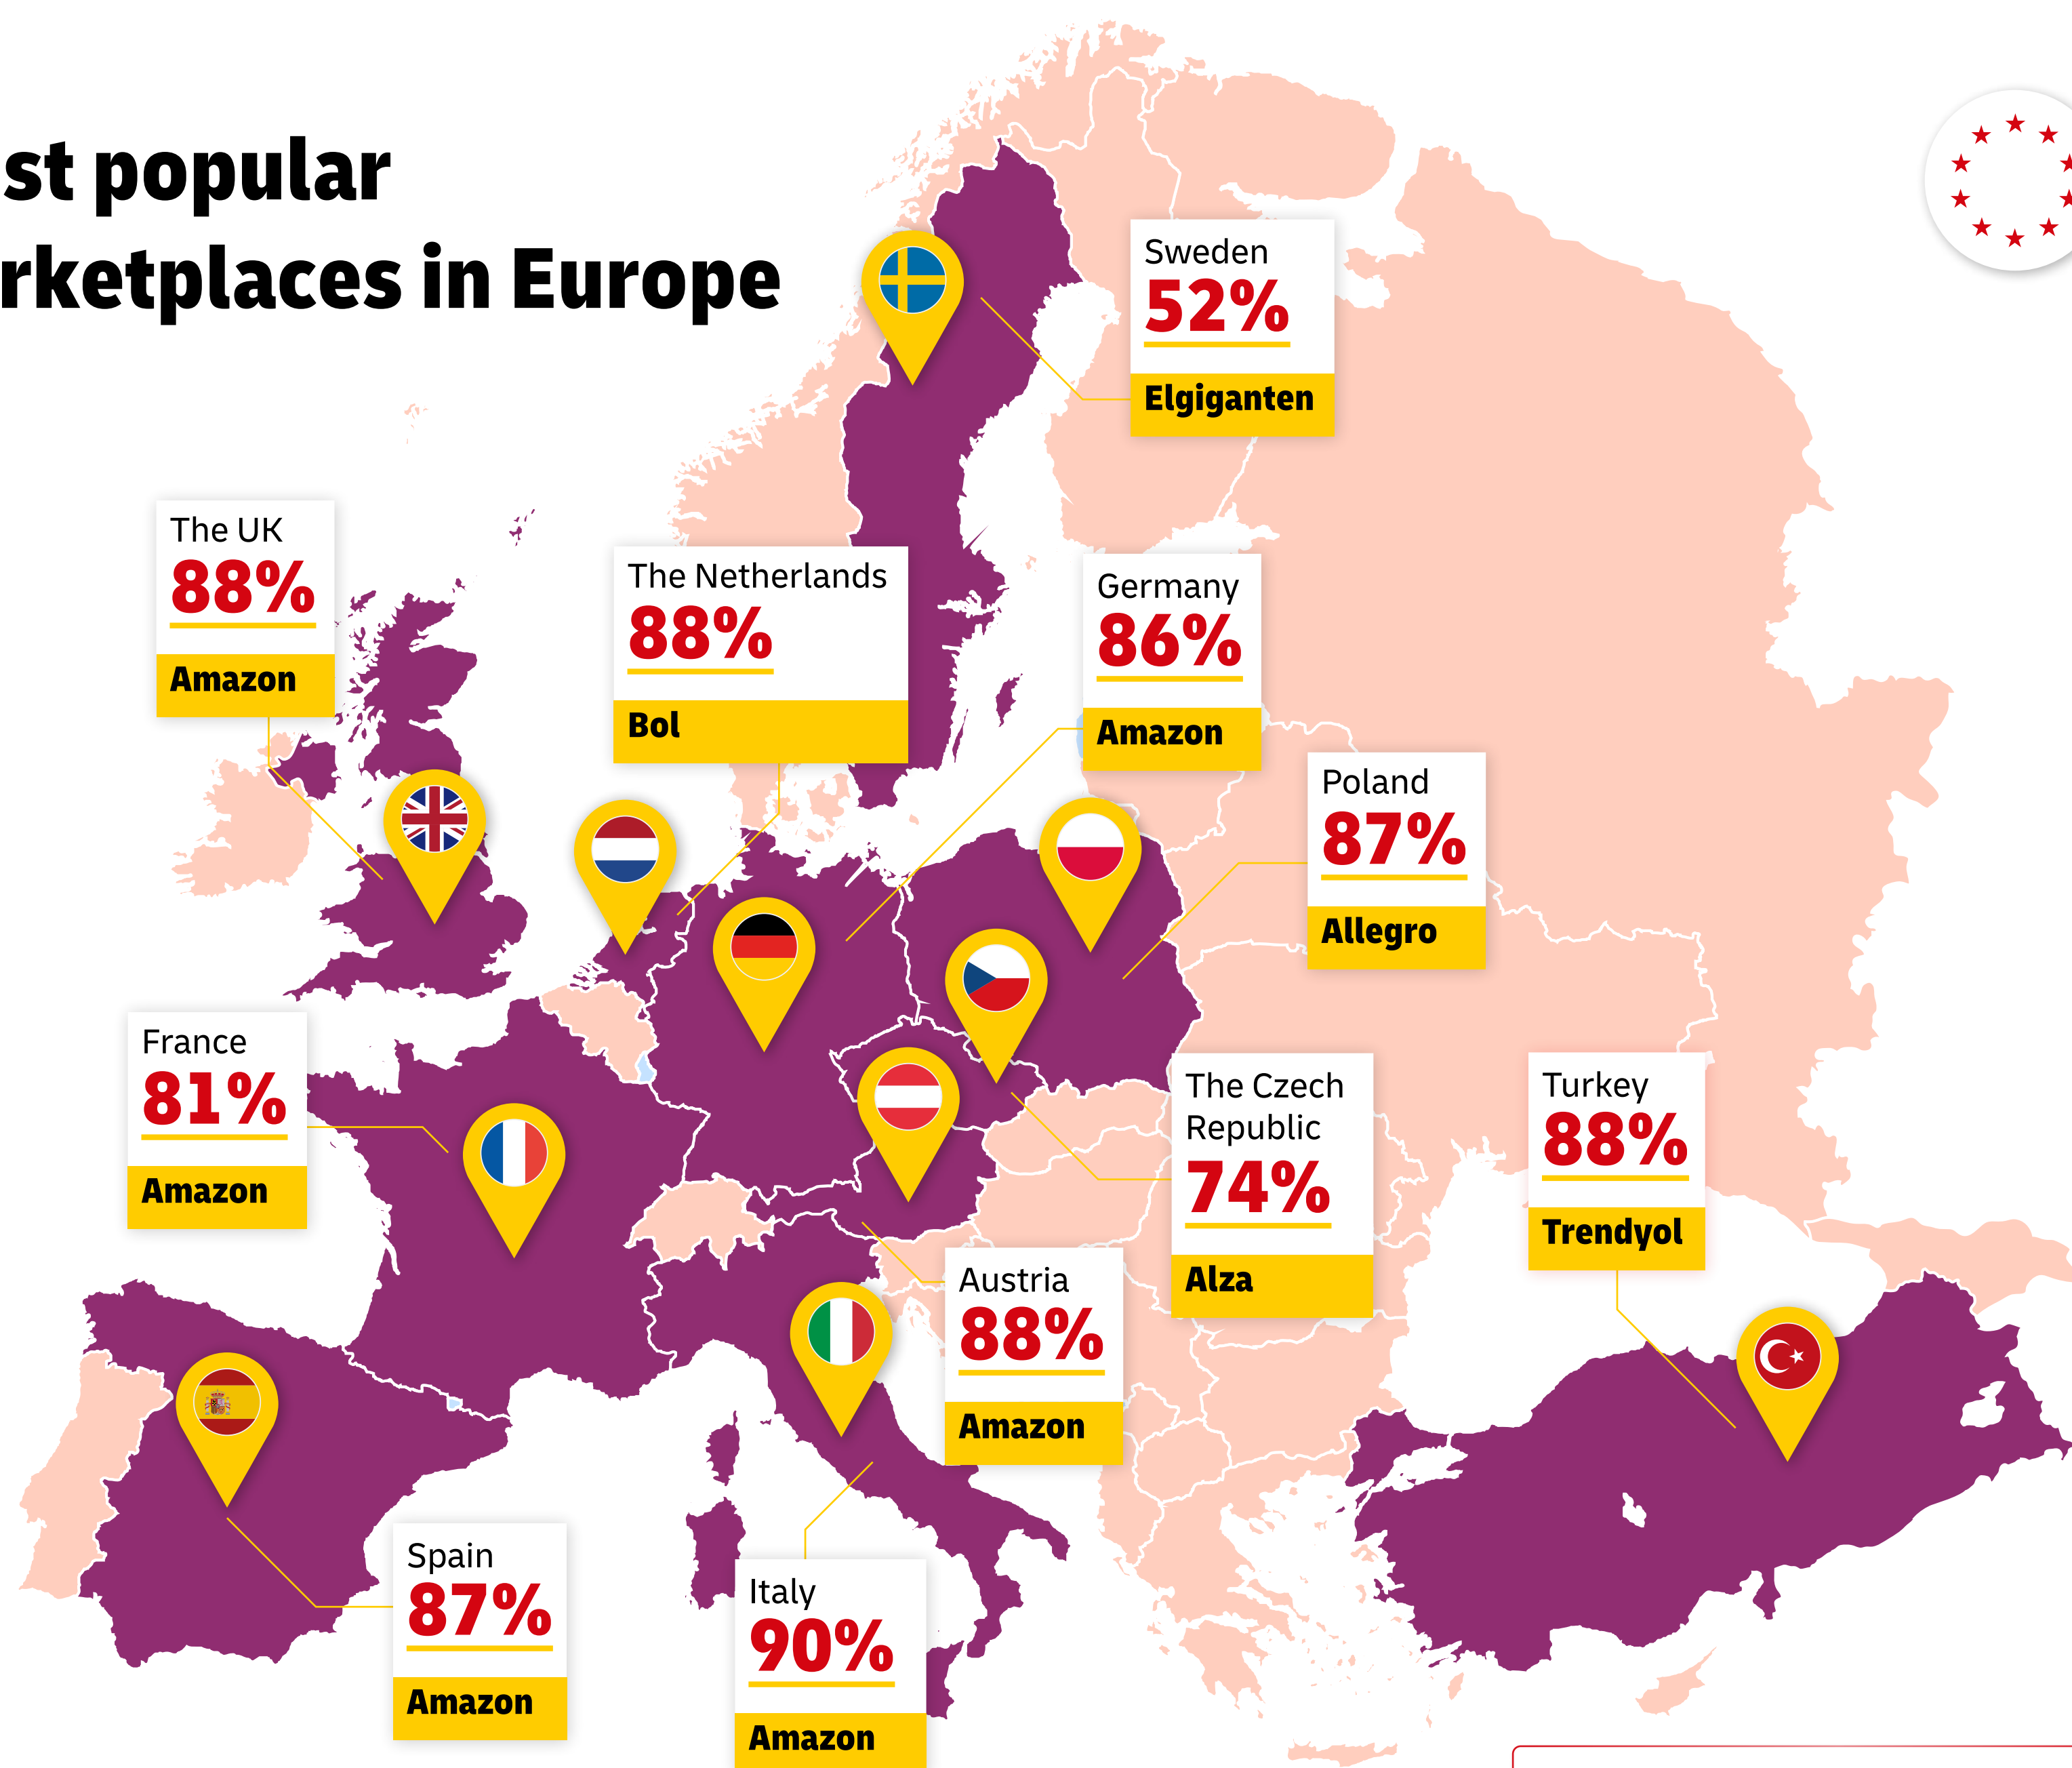 st popular
rketplaces in Europe
Sweden
52%
Elgiganten
The UK
88%
Amazon
The Netherlands
88%
Bol
Germany
86%
Amazon
Poland
87%
Allegro
France
81%
Amazon
The Czech
Republic
74%
Alza
Turkey
88%
Trendyol
Austria
88%
Amazon
Spain
87%
Amazon
Italy
90%
Amazon